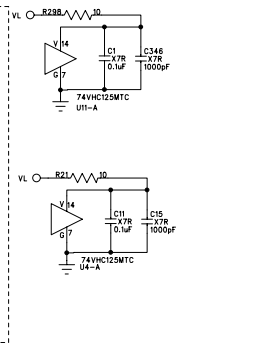 VL R298 10
V 14
C1 C346
X7R X7R
0.1uF 1000pF
G 7
74VHC125MTC
U11-A
VL R21 10
V 14
C11 C15
X7R X7R
0.1uF 1000pF
G 7
74VHC125MTC
U4-A